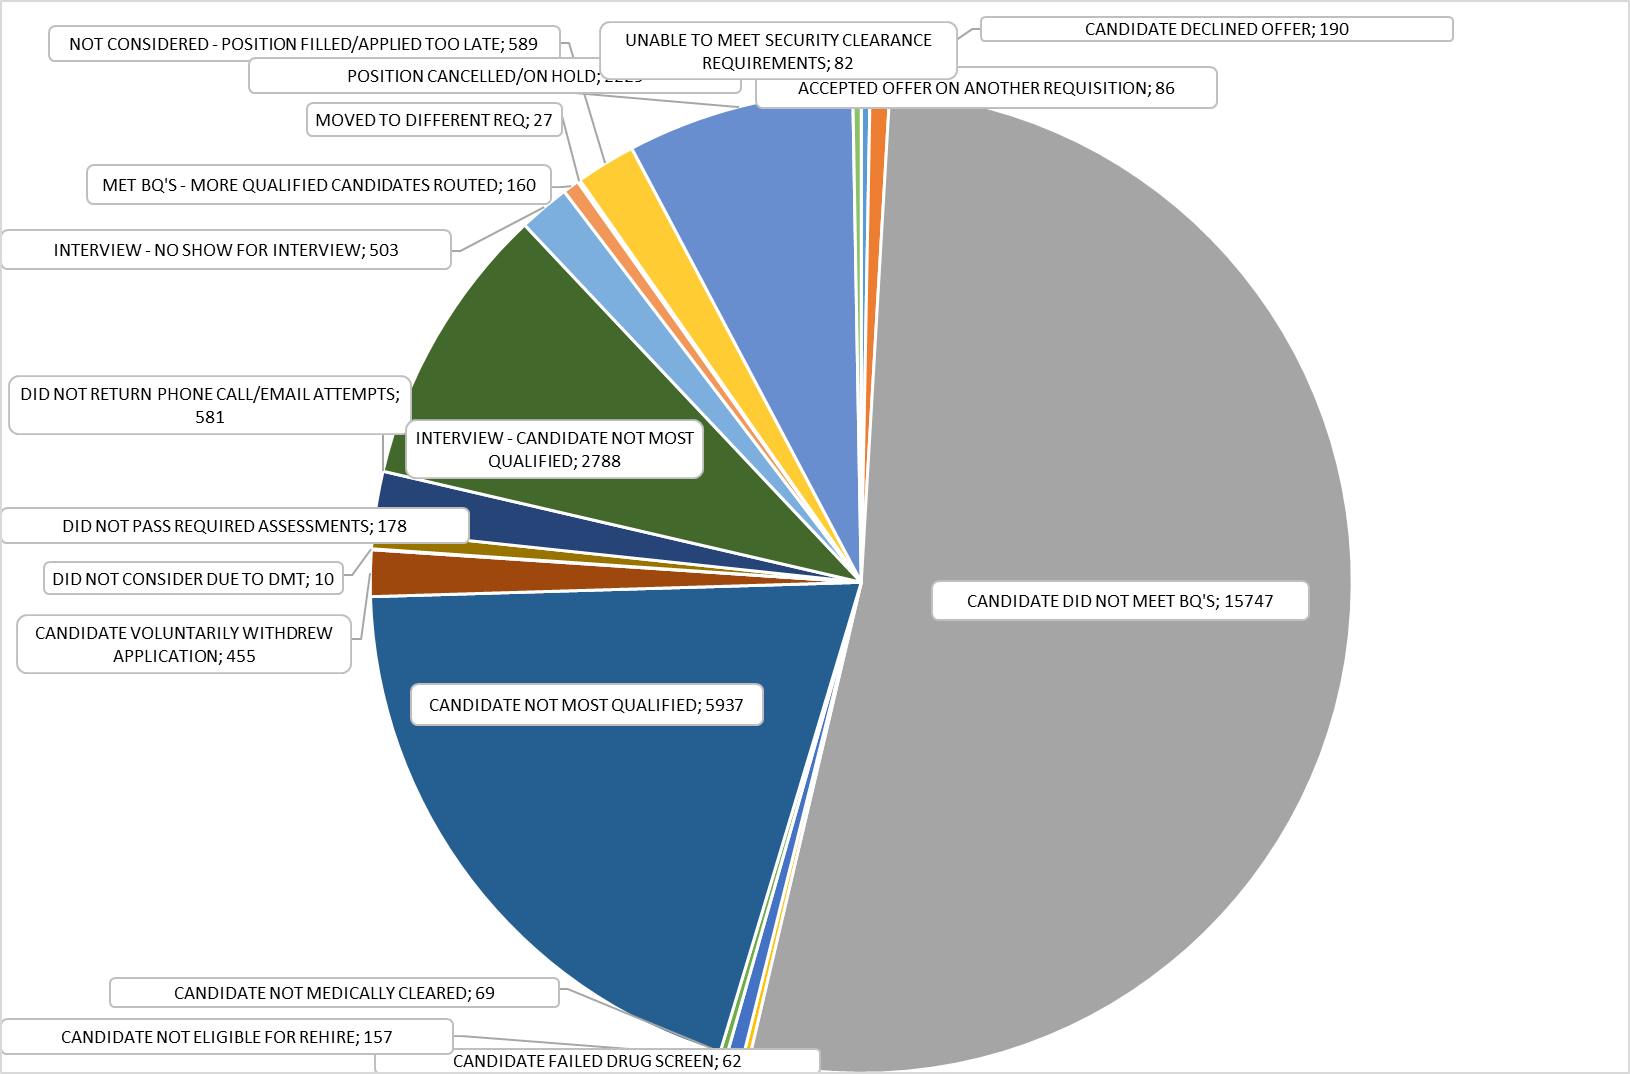 NOT CONSIDERED - POSITION FILLED/APPLIED TOO LATE; 589
UNABLE TO MEET SECURITY CLEARANCE
REQUIREMENTS; 82
CANDIDATE DECLINED OFFER; 190
POSITION CANCELLED/ON HOLD;
ACCEPTED OFFER ON ANOTHER REQUISITION; 86
MOVED TO DIFFERENT REQ; 27
MET BQ'S - MORE QUALIFIED CANDIDATES ROUTED; 160
INTERVIEW - NO SHOW FOR INTERVIEW; 503
DID NOT RETURN PHONE CALL/EMAIL ATTEMPTS;
581
INTERVIEW - CANDIDATE NOT MOST
QUALIFIED; 2788
DID NOT PASS REQUIRED ASSESSMENTS; 178
DID NOT CONSIDER DUE TO DMT; 10
CANDIDATE DID NOT MEET BQ'S; 15747
CANDIDATE VOLUNTARILY WITHDREW
APPLICATION; 455
CANDIDATE NOT MOST QUALIFIED; 5937
CANDIDATE NOT MEDICALLY CLEARED; 69
CANDIDATE NOT ELIGIBLE FOR REHIRE; 157
CANDIDATE FAILED DRUG SCREEN; 62